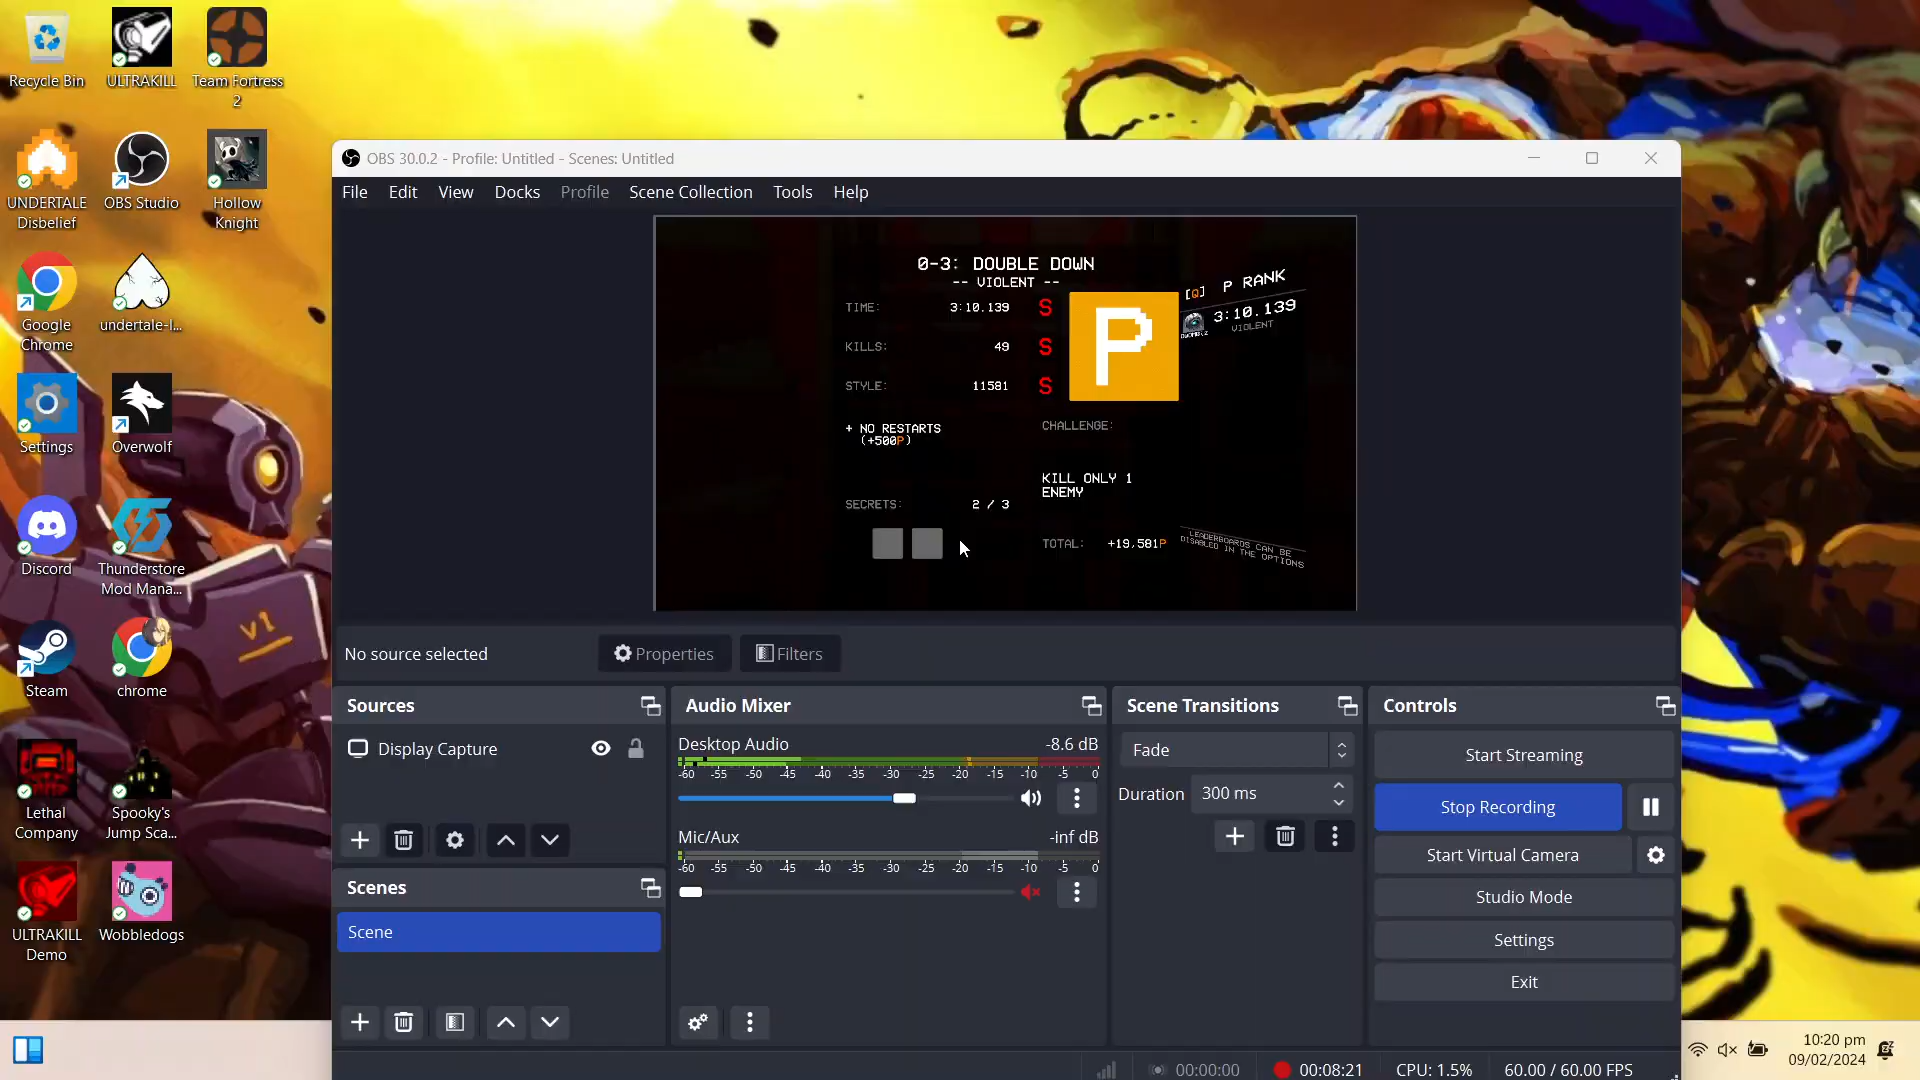 Recycle Bin
ULTRAKILL
Team Fortress
2
UNDERTALE
Disbelief
OBS Studio
Hollow
Knight
Google
Chrome
undertale-l...
Settings
Overwolf
Discord
Thunderstore
Mod Mana...
Steam
chrome
Lethal
Company
Spooky's
Jump Sca...
ULTRAKILL
Demo
Wobbledogs
V1
OBS 30.0.2 - Profile: Untitled - Scenes: Untitled
File Edit View Docks Profile Scene Collection Tools Help
0-3: DOUBLE DOWN
-- VIOLENT --
TIME: 3:10.139 S
KILLS: 49 S
STYLE: 11581 S
P
+ NO RESTARTS
(+500P)
SECRETS: 2 / 3
CHALLENGE:
KILL ONLY 1
ENEMY
TOTAL: +19,581P
[Q] P RANK
3:10.139
VIOLENT
LEADERBOARDS CAN BE
DISABLED IN THE OPTIONS
No source selected
Properties
Filters
Sources
Display Capture
Scenes
Scene
Audio Mixer
Desktop Audio -8.6 dB
-60 -55 -50 -45 -40 -35 -30 -25 -20 -15 -10 -5 0
Mic/Aux -inf dB
-60 -55 -50 -45 -40 -35 -30 -25 -20 -15 -10 -5 0
Scene Transitions
Fade
Duration 300 ms
Controls
Start Streaming
Stop Recording
Start Virtual Camera
Studio Mode
Settings
Exit
00:00:00 00:08:21 CPU: 1.5% 60.00 / 60.00 FPS
10:20 pm
09/02/2024